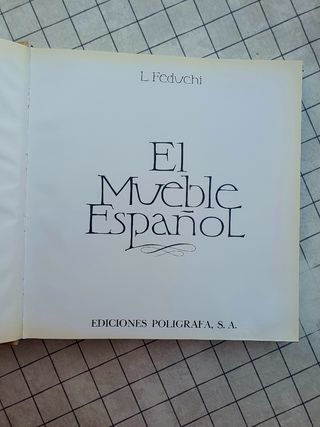 L Feduchi
El
Mueble
Español
EDICIONES POLIGRAFA, S. A.